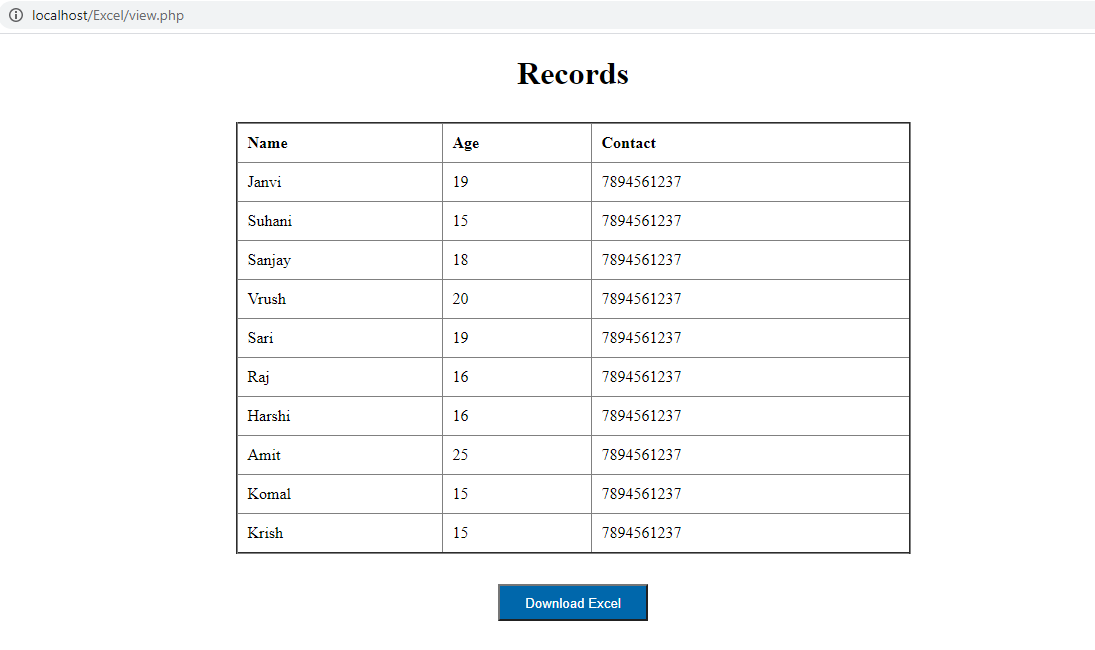 localhost/Excel/view.php
Records
Name Age Contact
Janvi 19 7894561237
Suhani 15 7894561237
Sanjay 18 7894561237
Vrush 20 7894561237
Sari 19 7894561237
Raj 16 7894561237
Harshi 16 7894561237
Amit 25 7894561237
Komal 15 7894561237
Krish 15 7894561237
Download Excel